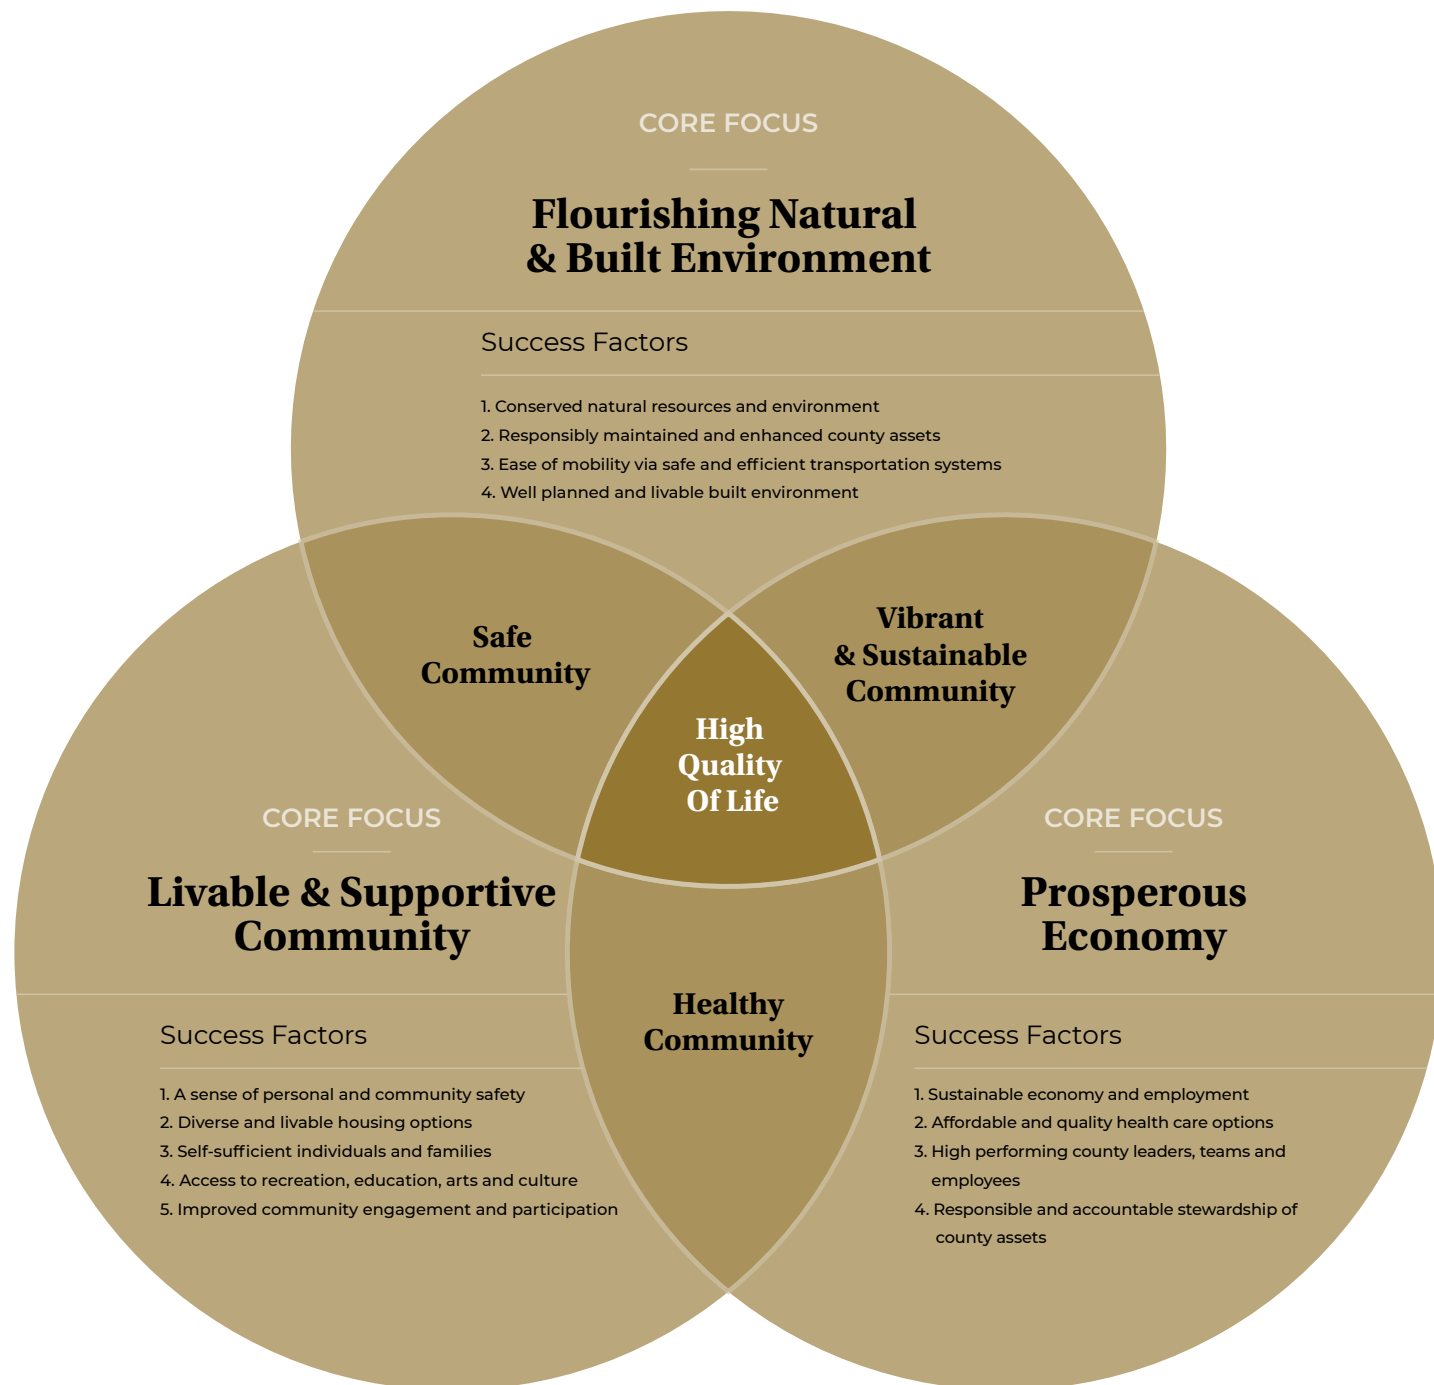 CORE FOCUS
Flourishing Natural
& Built Environment
Success Factors
1. Conserved natural resources and environment
2. Responsibly maintained and enhanced county assets
3. Ease of mobility via safe and efficient transportation systems
4. Well planned and livable built environment
Safe
Community
Vibrant
& Sustainable
Community
High
Quality
Of Life
CORE FOCUS
Livable & Supportive
Community
Success Factors
1. A sense of personal and community safety
2. Diverse and livable housing options
3. Self-sufficient individuals and families
4. Access to recreation, education, arts and culture
5. Improved community engagement and participation
Healthy
Community
CORE FOCUS
Prosperous
Economy
Success Factors
1. Sustainable economy and employment
2. Affordable and quality health care options
3. High performing county leaders, teams and
employees
4. Responsible and accountable stewardship of
county assets